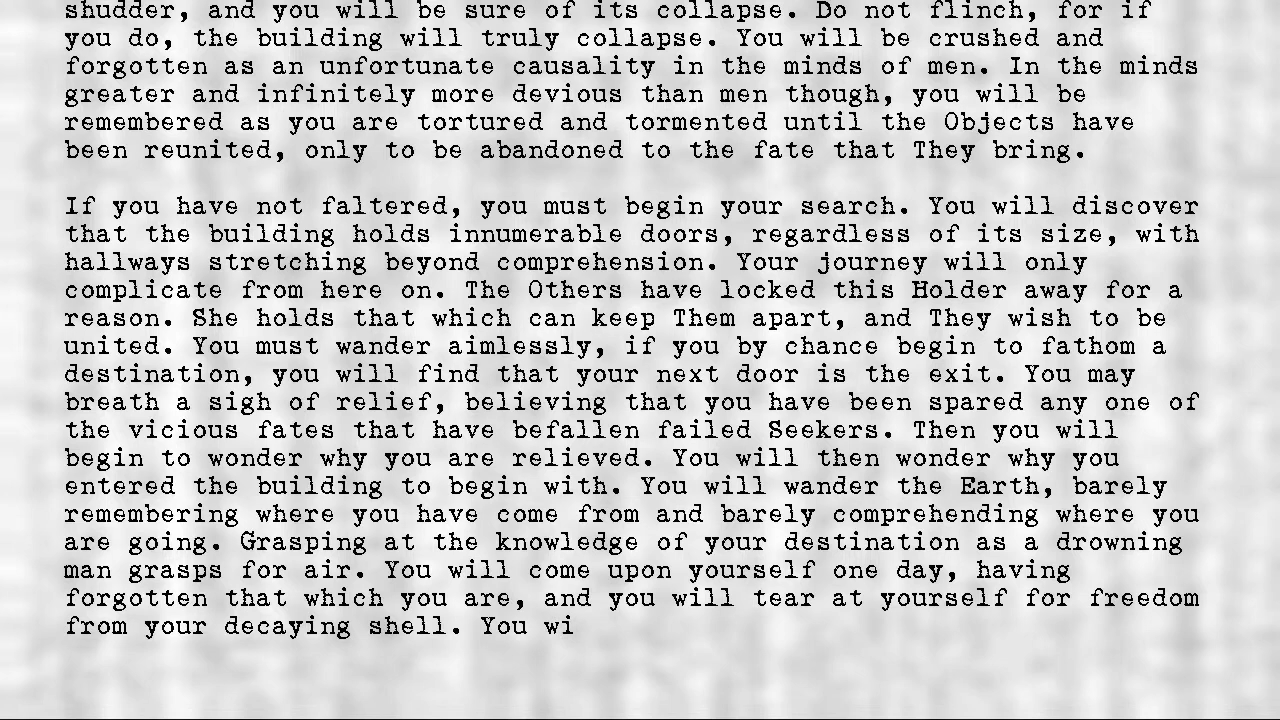 shudder, and you will be sure of its collapse. Do not flinch, for if
you do, the building will truly collapse. You will be crushed and
forgotten as an unfortunate causality in the minds of men. In the minds
greater and infinitely more devious than men though, you will be
remembered as you are tortured and tormented until the Objects have
been reunited, only to be abandoned to the fate that They bring.

If you have not faltered, you must begin your search. You will discover
that the building holds innumerable doors, regardless of its size, with
hallways stretching beyond comprehension. Your journey will only
complicate from here on. The Others have locked this Holder away for a
reason. She holds that which can keep Them apart, and They wish to be
united. You must wander aimlessly, if you by chance begin to fathom a
destination, you will find that your next door is the exit. You may
breath a sigh of relief, believing that you have been spared any one of
the vicious fates that have befallen failed Seekers. Then you will
begin to wonder why you are relieved. You will then wonder why you
entered the building to begin with. You will wander the Earth, barely
remembering where you have come from and barely comprehending where you
are going. Grasping at the knowledge of your destination as a drowning
man grasps for air. You will come upon yourself one day, having
forgotten that which you are, and you will tear at yourself for freedom
from your decaying shell. You wi